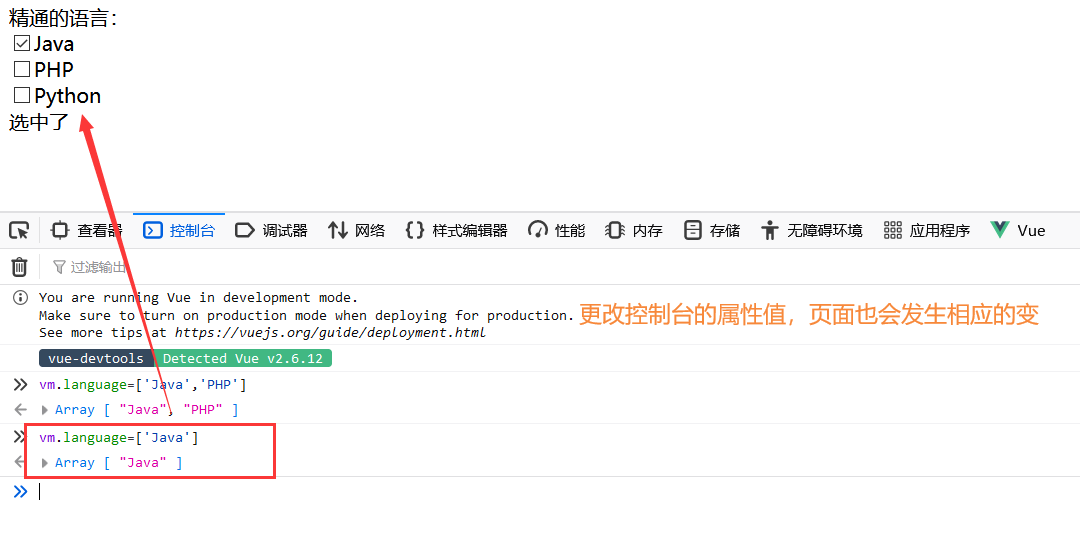 精通的语言:
Java
PHP
Python
选中了
查看器 控制台 调试器 网络 样式编辑器 性能 内存 存储 无障碍环境 应用程序 Vue
过滤输出
You are running Vue in development mode.
Make sure to turn on production mode when deploying for production.
See more tips at https://vuejs.org/guide/deployment.html
更改控制台的属性值，页面也会发生相应的变
vue-devtools Detected Vue v2.6.12
vm.language=['Java','PHP']
Array [ "Java", "PHP" ]
vm.language=['Java']
Array [ "Java" ]